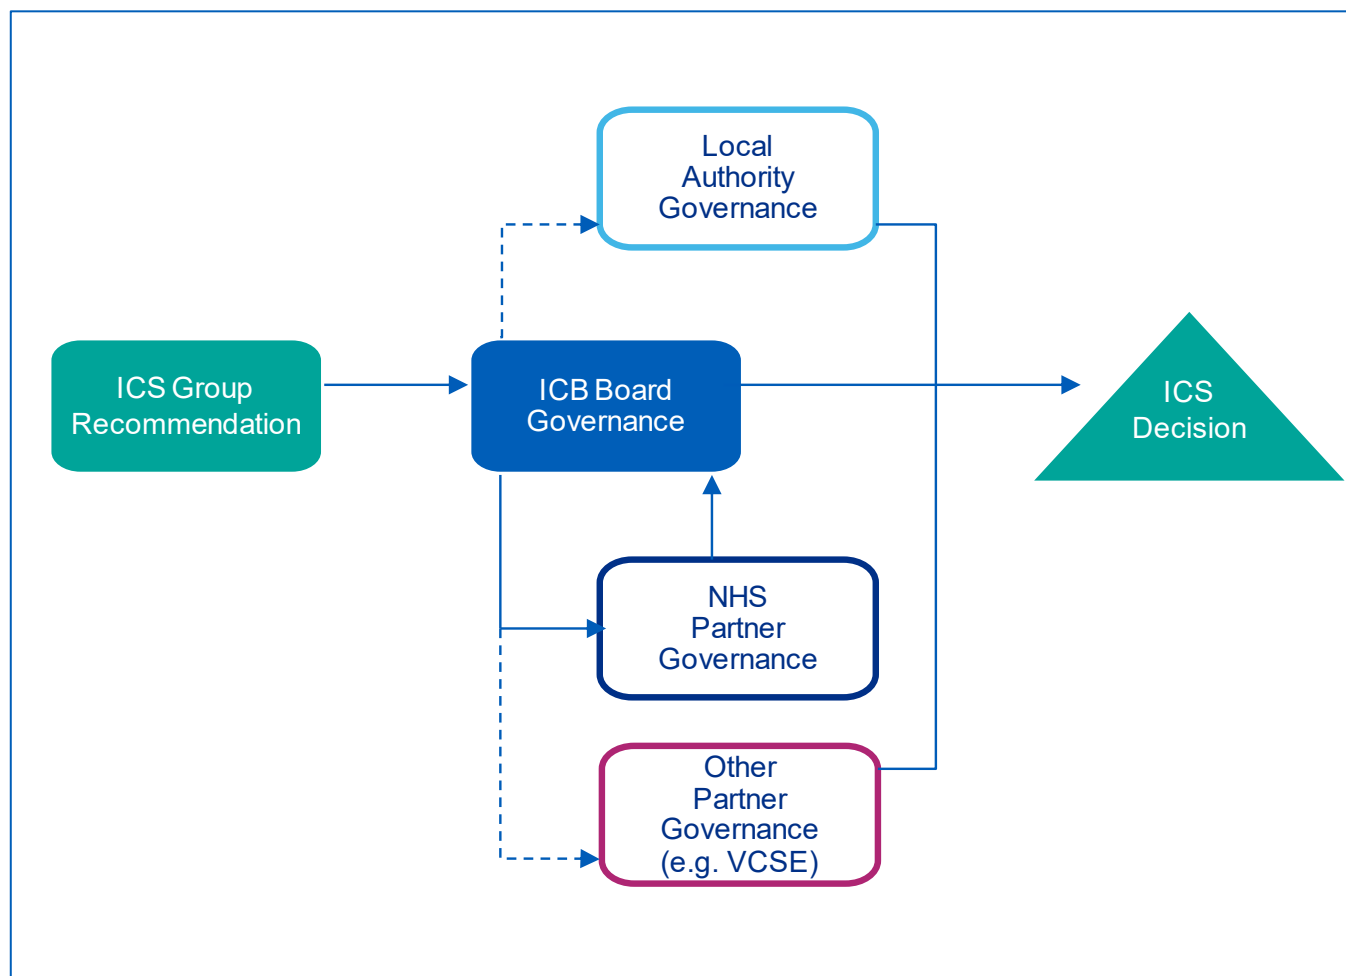 Local
Authority
Governance
ICS Group
Recommendation
ICB Board
Governance
ICS
Decision
NHS
Partner
Governance
Other
Partner
Governance
(e.g. VCSE)